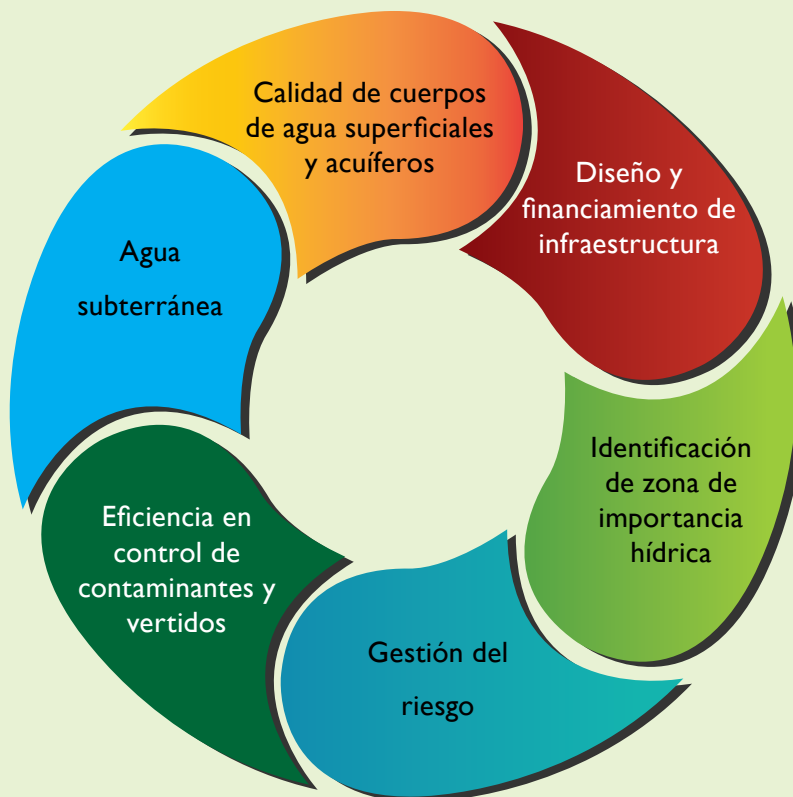 Calidad de cuerpos
de agua superficiales
y acuíferos
Diseño y
financiamiento de
infraestructura
Identificación
de zona de
importancia
hídrica
Gestión del
riesgo
Eficiencia en
control de
contaminantes y
vertidos
Agua
subterránea